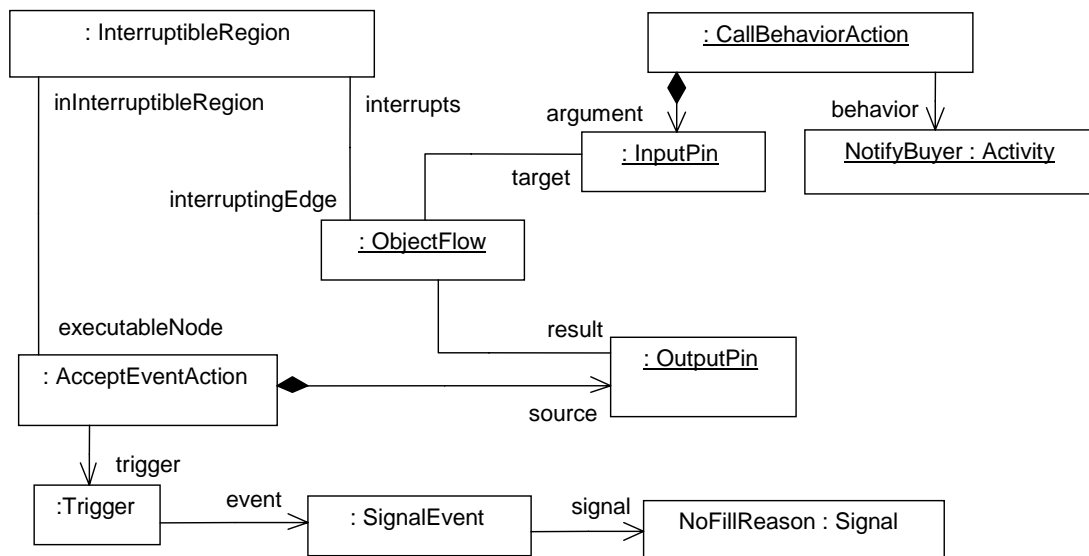 : InterruptibleRegion
: CallBehaviorAction
inInterruptibleRegion
interrupts
argument
behavior
: InputPin
NotifyBuyer : Activity
target
interruptingEdge
: ObjectFlow
executableNode
result
: AcceptEventAction
: OutputPin
source
trigger
:Trigger
event
: SignalEvent
signal
NoFillReason : Signal